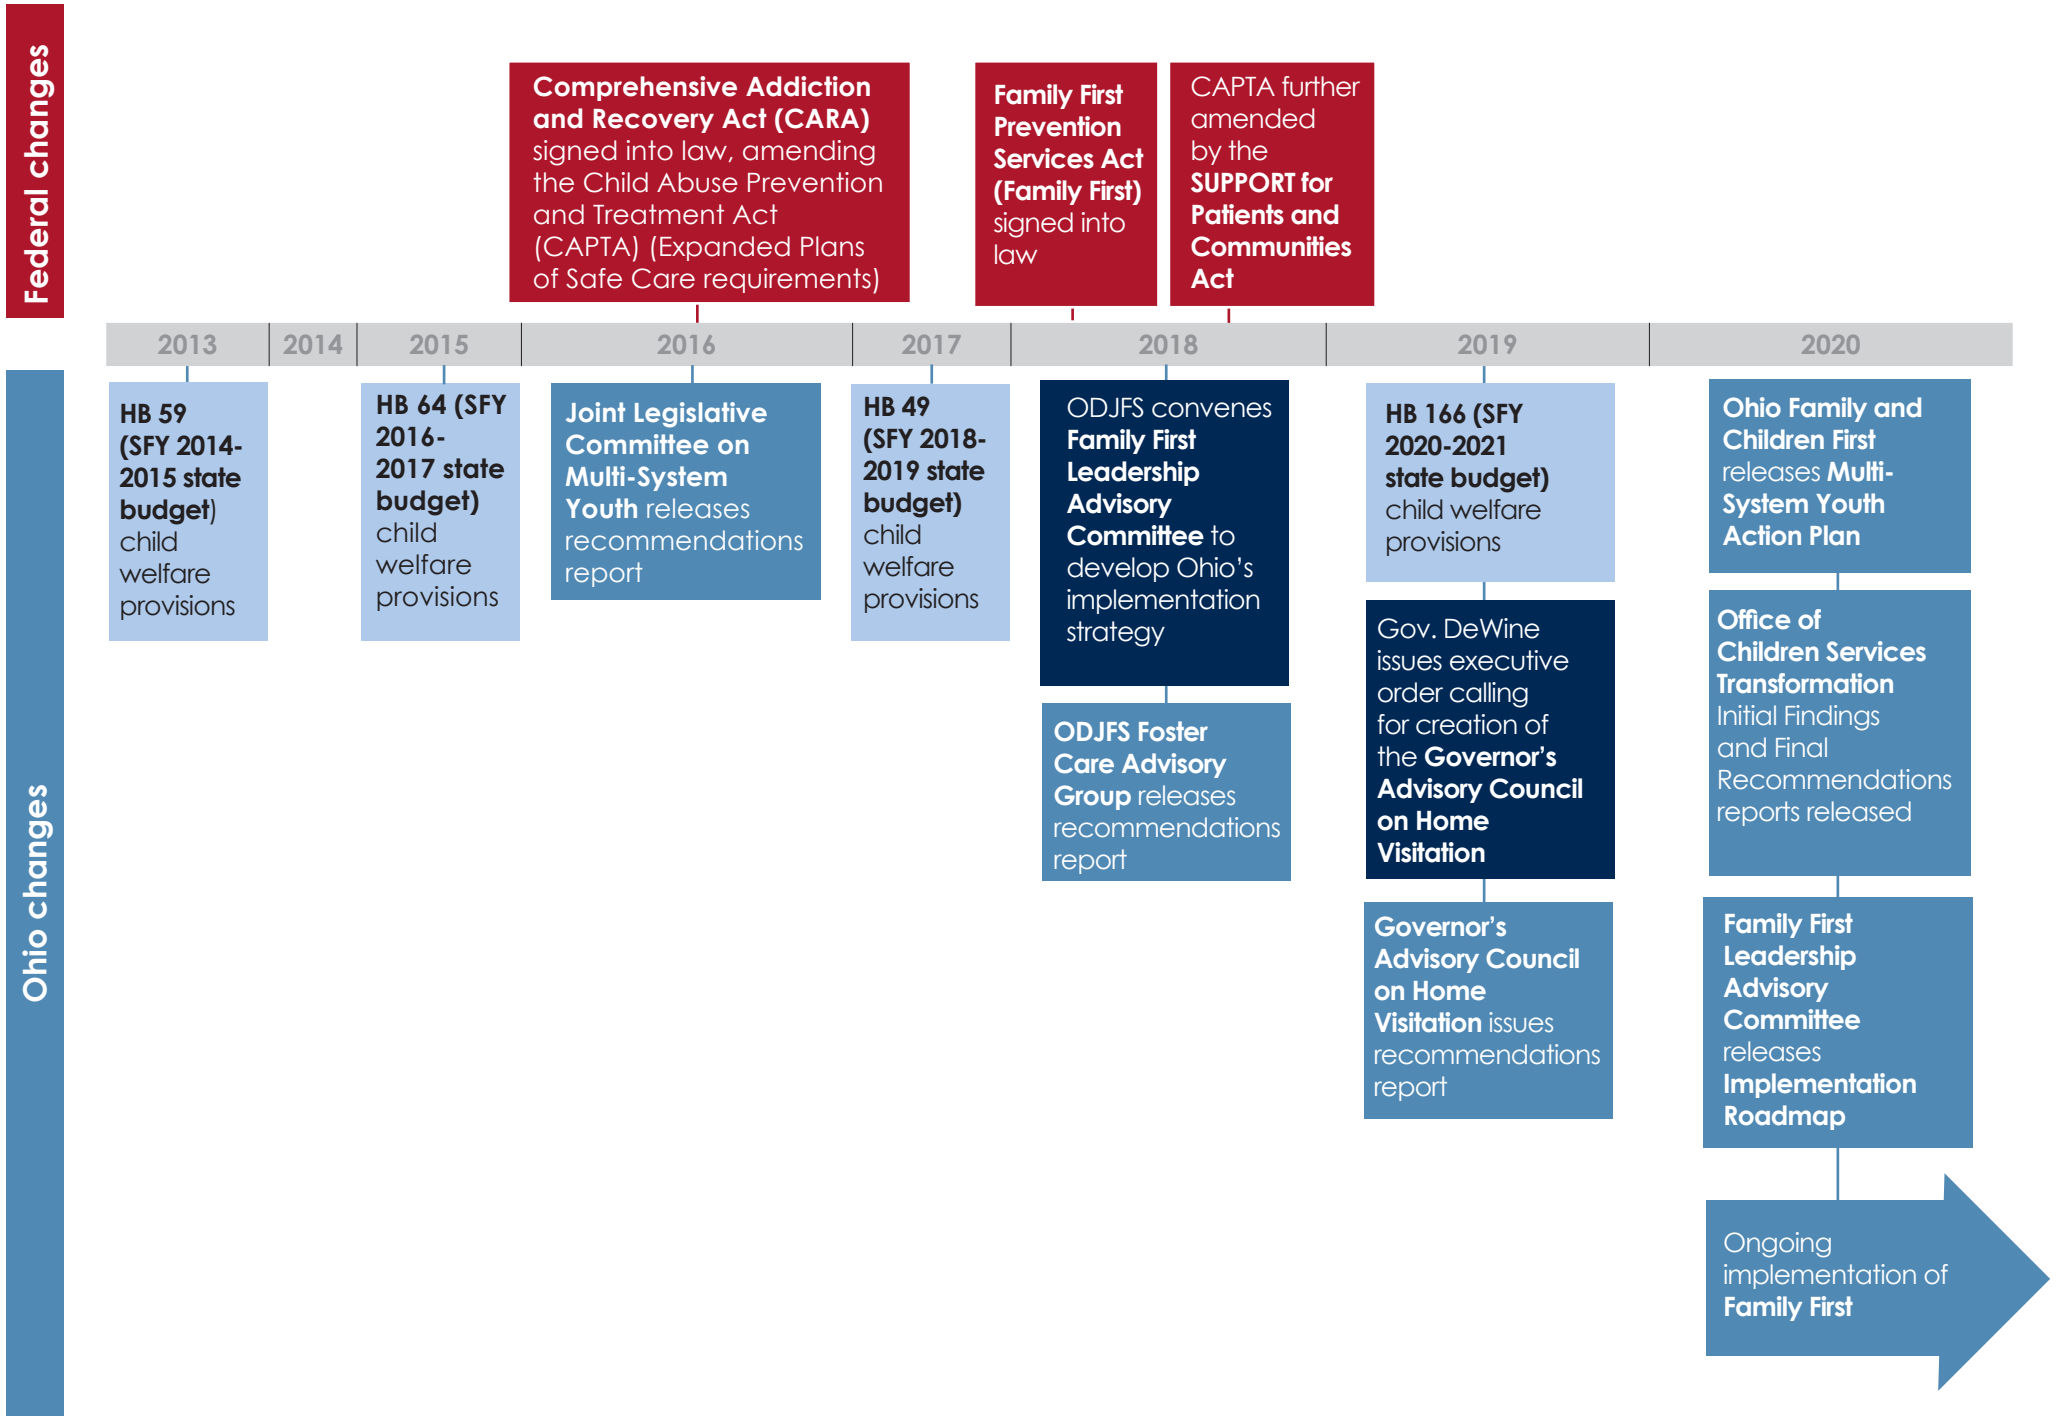 Federal changes
Comprehensive Addiction
and Recovery Act (CARA)
signed into law, amending
the Child Abuse Prevention
and Treatment Act
(CAPTA) (Expanded Plans
of Safe Care requirements)
Family First
Prevention
Services Act
(Family First)
signed into
law
CAPTA further
amended
by the
SUPPORT for
Patients and
Communities
Act
2013
2014
2015
2016
2017
2018
2019
2020
Ohio changes
HB 59
(SFY 2014-
2015 state
budget)
child
welfare
provisions
HB 64 (SFY
2016-
2017 state
budget)
child
welfare
provisions
Joint Legislative
Committee on
Multi-System
Youth releases
recommendations
report
HB 49
(SFY 2018-
2019 state
budget)
child
welfare
provisions
ODJFS convenes
Family First
Leadership
Advisory
Committee to
develop Ohio’s
implementation
strategy
ODJFS Foster
Care Advisory
Group releases
recommendations
report
HB 166 (SFY
2020-2021
state budget)
child welfare
provisions
Gov. DeWine
issues executive
order calling
for creation of
the Governor’s
Advisory Council
on Home
Visitation
Governor’s
Advisory Council
on Home
Visitation issues
recommendations
report
Ohio Family and
Children First
releases Multi-
System Youth
Action Plan
Office of
Children Services
Transformation
Initial Findings
and Final
Recommendations
reports released
Family First
Leadership
Advisory
Committee
releases
Implementation
Roadmap
Ongoing
implementation of
Family First